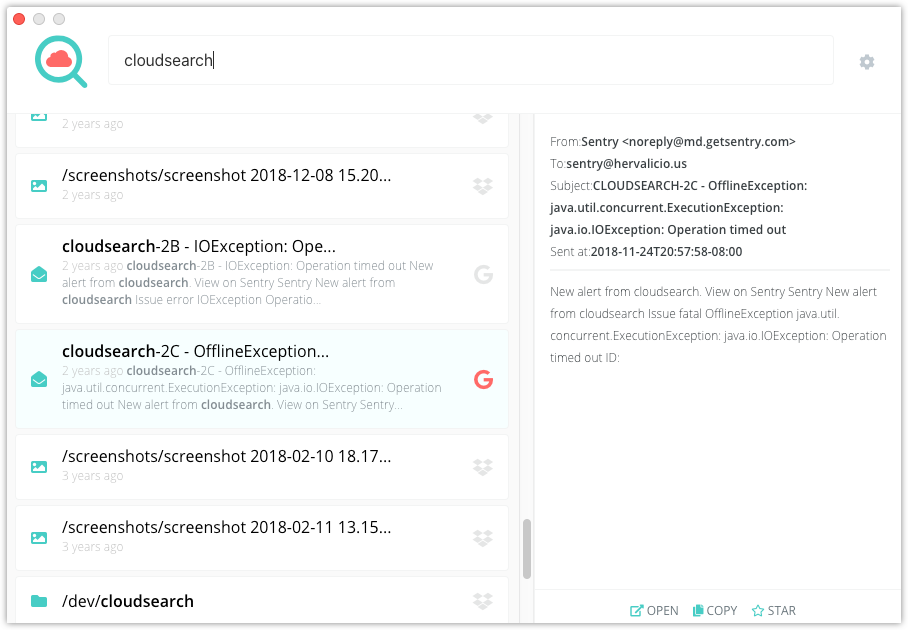 cloudsearch
2 years ago
/screenshots/screenshot 2018-12-08 15.20...
2 years ago
cloudsearch-2B - IOException: Ope...
2 years ago cloudsearch-2B - IOException: Operation timed out New
alert from cloudsearch. View on Sentry Sentry New alert from
cloudsearch Issue error IOException Operatio...
cloudsearch-2C - OfflineException...
2 years ago cloudsearch-2C - OfflineException:
java.util.concurrent.ExecutionException: java.io.IOException: Operation
timed out New alert from cloudsearch. View on Sentry Sentry...
/screenshots/screenshot 2018-02-10 18.17...
3 years ago
/screenshots/screenshot 2018-02-11 13.15...
3 years ago
/dev/cloudsearch
From:Sentry <noreply@md.getsentry.com>
To:sentry@hervalicio.us
Subject:CLOUDSEARCH-2C - OfflineException:
java.util.concurrent.ExecutionException:
java.io.IOException: Operation timed out
Sent at:2018-11-24T20:57:58-08:00
New alert from cloudsearch. View on Sentry Sentry New alert
from cloudsearch Issue fatal OfflineException java.util.
concurrent.ExecutionException: java.io.IOException: Operation
timed out ID:
OPEN COPY STAR